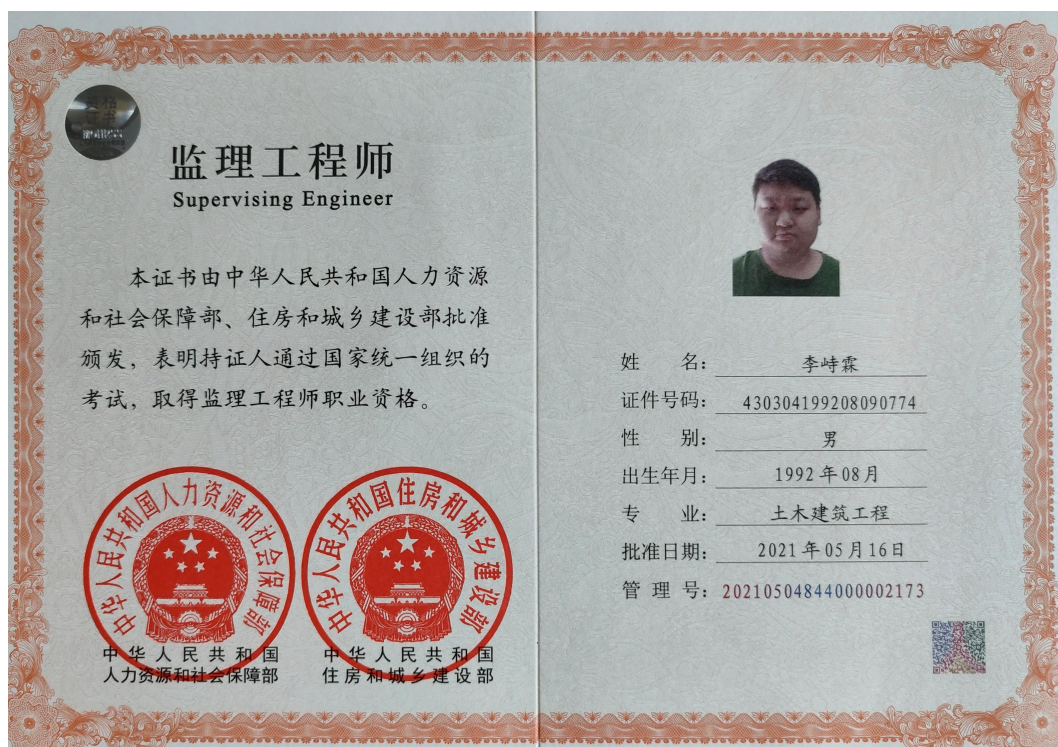 资格
证书
监理工程师
Supervising Engineer
本证书由中华人民共和国人力资源
和社会保障部、住房和城乡建设部批准
颁发，表明持证人通过国家统一组织的
考试，取得监理工程师职业资格。
中华人民共和国人力资源和社会保障部
中华人民共和国住房和城乡建设部
中华人民共和国
人力资源和社会保障部
中华人民共和国
住房和城乡建设部
姓 名：李峙霖
证件号码：430304199208090774
性 别：男
出生年月：1992年08月
专 业：土木建筑工程
批准日期：2021年05月16日
管 理 号：20210504844000002173